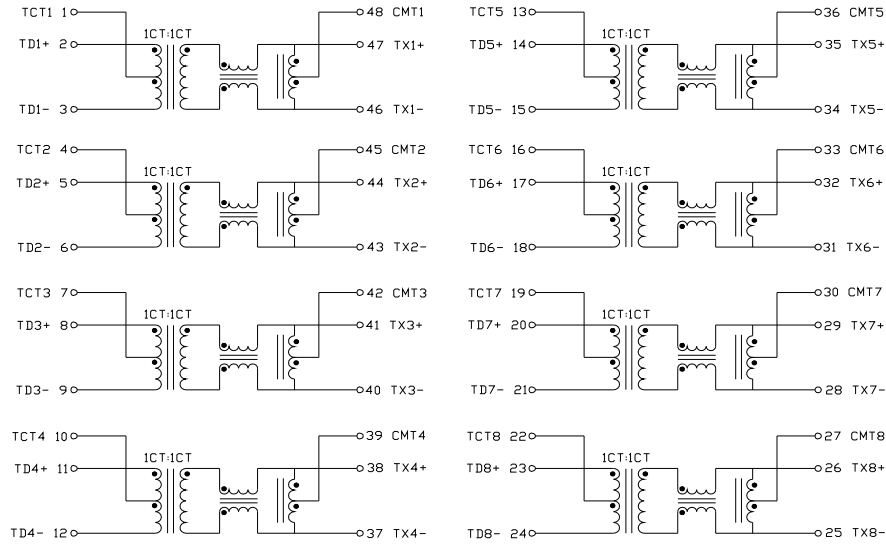 TCT1 1 48 CMT1 TCT5 13 36 CMT5
1CT:1CT 1CT:1CT
TD1+ 2 47 TX1+ TD5+ 14 35 TX5+
TD1- 3 46 TX1- TD5- 15 34 TX5-
TCT2 4 45 CMT2 TCT6 16 33 CMT6
1CT:1CT 1CT:1CT
TD2+ 5 44 TX2+ TD6+ 17 32 TX6+
TD2- 6 43 TX2- TD6- 18 31 TX6-
TCT3 7 42 CMT3 TCT7 19 30 CMT7
1CT:1CT 1CT:1CT
TD3+ 8 41 TX3+ TD7+ 20 29 TX7+
TD3- 9 40 TX3- TD7- 21 28 TX7-
TCT4 10 39 CMT4 TCT8 22 27 CMT8
1CT:1CT 1CT:1CT
TD4+ 11 38 TX4+ TD8+ 23 26 TX8+
TD4- 12 37 TX4- TD8- 24 25 TX8-